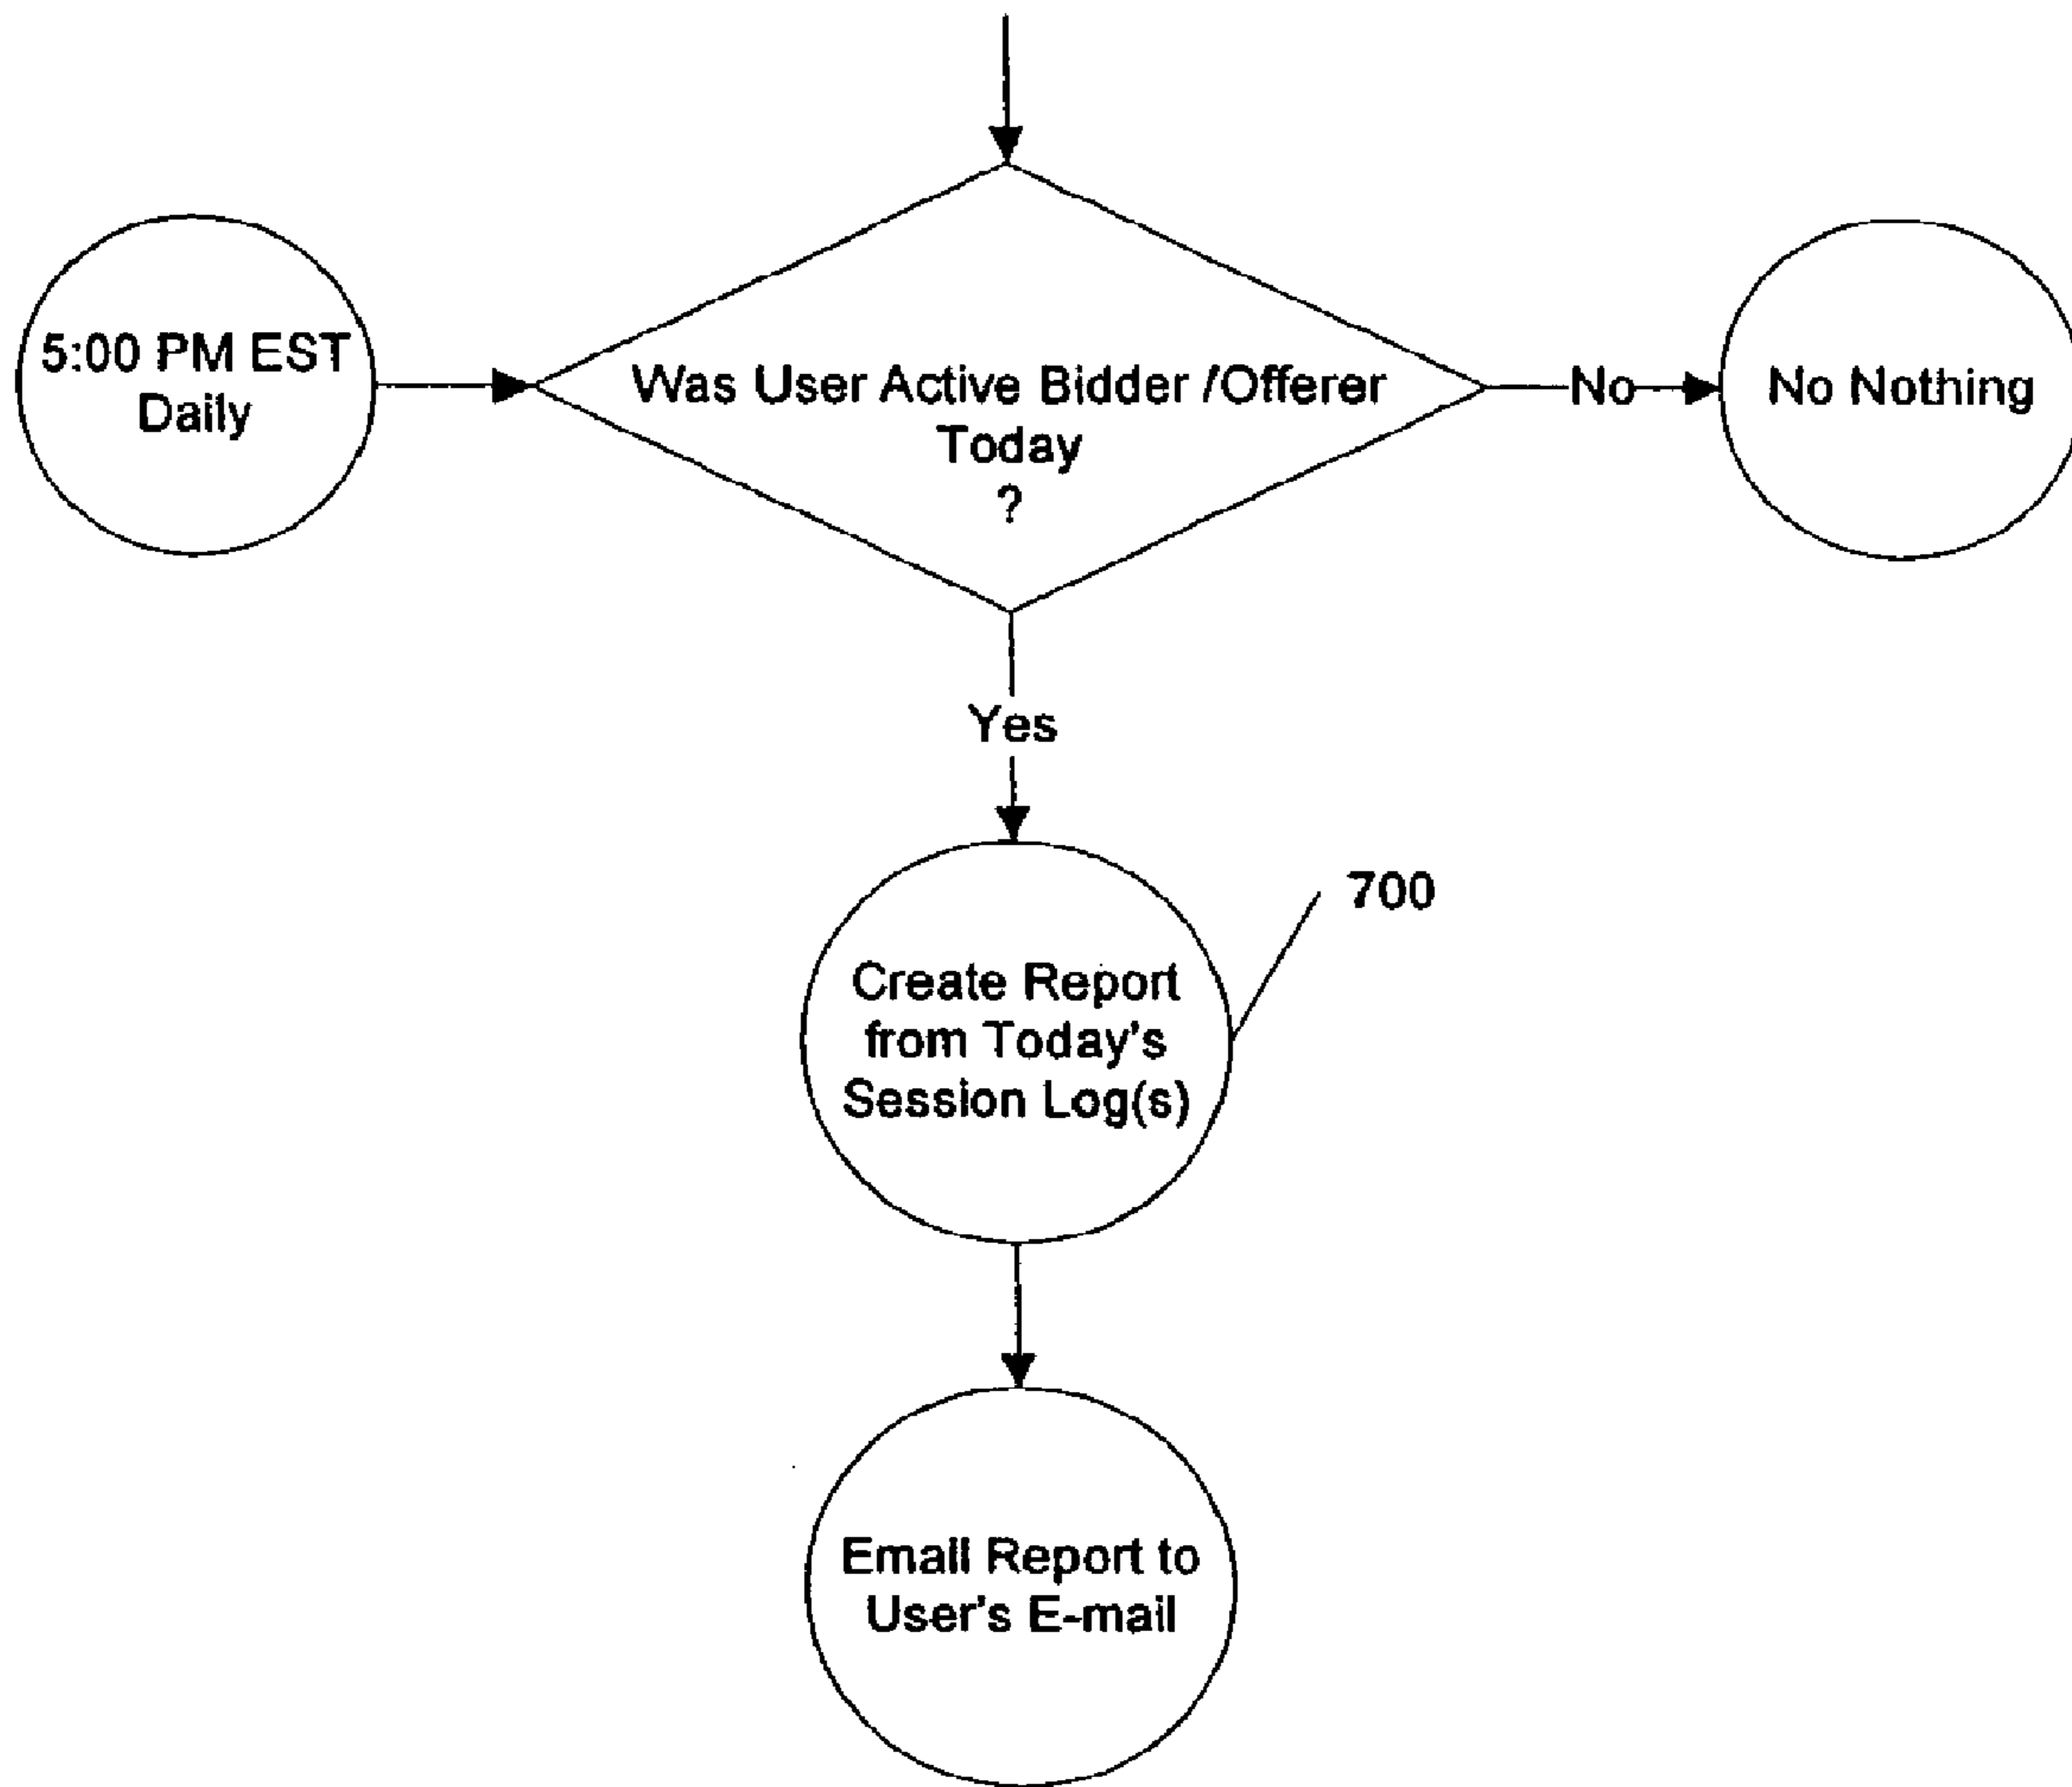 5:00 PM EST
Daily
Was User Active Bidder /Offerer
Today
?
No
No Nothing
Yes
700
Create Report
from Today's
Session Log(s)
Email Report to
User's E-mail